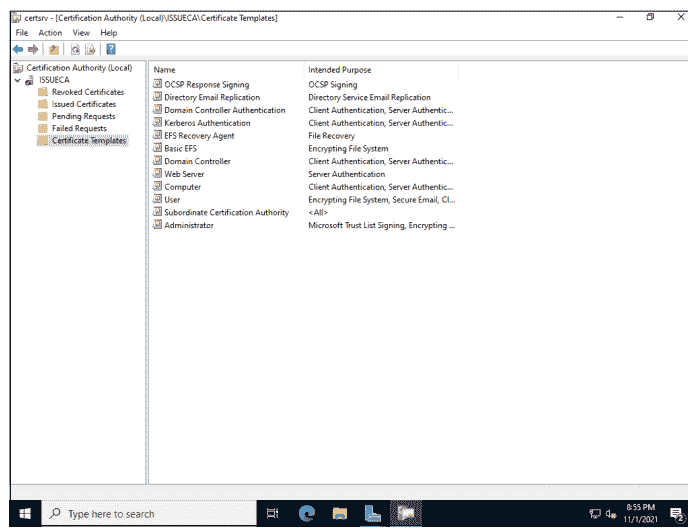 certsrv - [Certification Authority (Local)\ISSUECA\Certificate Templates]
File Action View Help
Certification Authority (Local)
ISSUECA
Revoked Certificates
Issued Certificates
Pending Requests
Failed Requests
Certificate Templates
Name Intended Purpose
OCSP Response Signing OCSP Signing
Directory Email Replication Directory Service Email Replication
Domain Controller Authentication Client Authentication, Server Authentic...
Kerberos Authentication Client Authentication, Server Authentic...
EFS Recovery Agent File Recovery
Basic EFS Encrypting File System
Domain Controller Client Authentication, Server Authentic...
Web Server Server Authentication
Computer Client Authentication, Server Authentic...
User Encrypting File System, Secure Email, Cl...
Subordinate Certification Authority <All>
Administrator Microsoft Trust List Signing, Encrypting ...
Type here to search
8:55 PM
11/1/2021
2